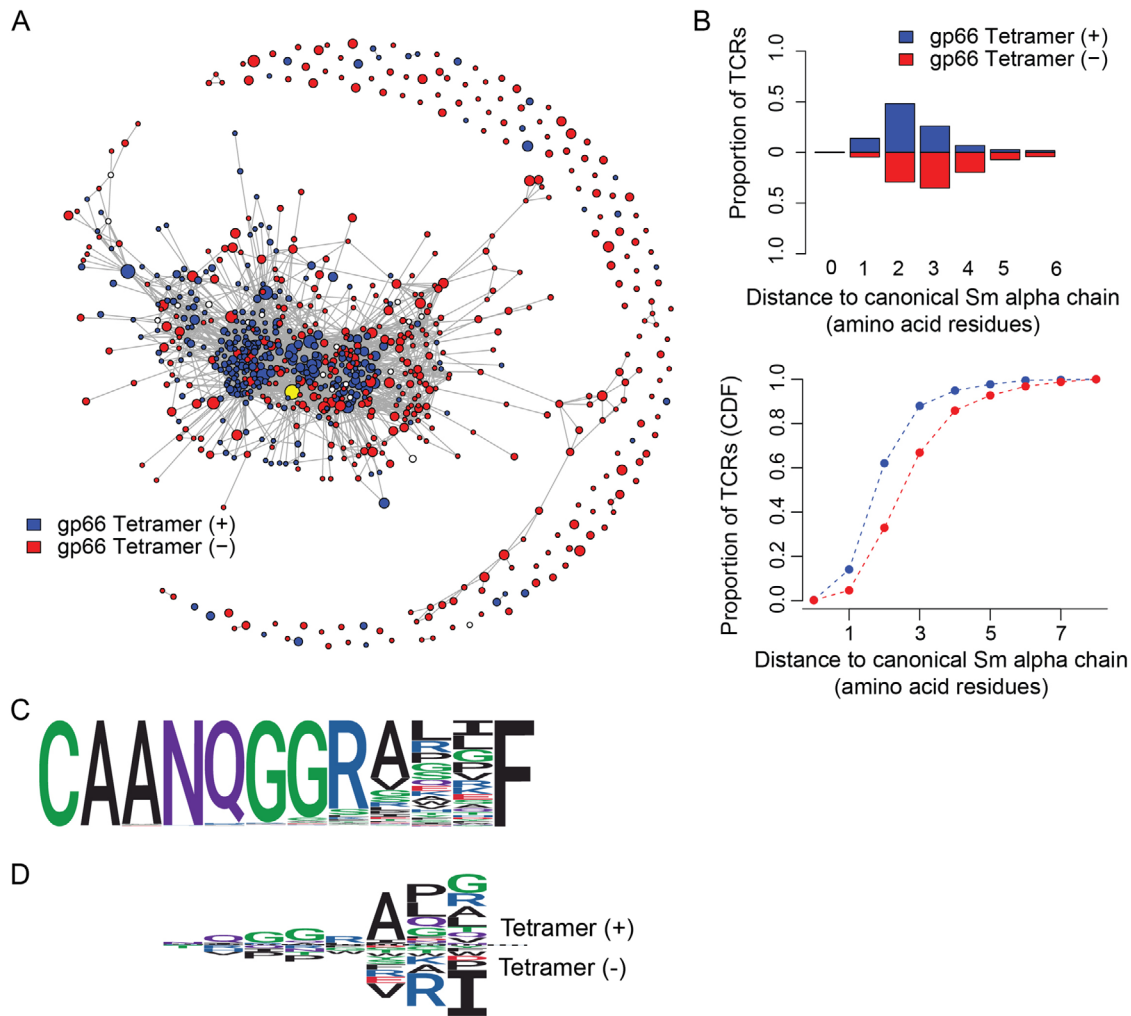 A
gp66 Tetramer (+)
gp66 Tetramer (−)
B
gp66 Tetramer (+)
gp66 Tetramer (−)
Proportion of TCRs
1.0
0.5
0
0.5
1.0
0 1 2 3 4 5 6
Distance to canonical Sm alpha chain
(amino acid residues)
Proportion of TCRs (CDF)
1.0
0.8
0.6
0.4
0.2
0.0
1 3 5 7
Distance to canonical Sm alpha chain
(amino acid residues)
C
CAANQGGRA F
D
Tetramer (+)
Tetramer (-)